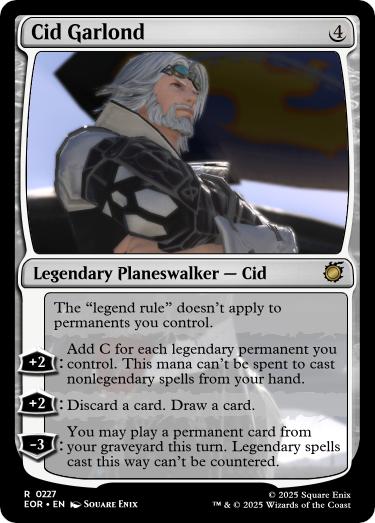 Cid Garlond 4
Legendary Planeswalker — Cid
The “legend rule” doesn’t apply to
permanents you control.
Add C for each legendary permanent you
+2: control. This mana can’t be spent to cast
nonlegendary spells from your hand.
+2: Discard a card. Draw a card.
You may play a permanent card from
-3: your graveyard this turn. Legendary spells
cast this way can’t be countered.
R 0227 © 2025 Square Enix
EOR • EN Square Enix ™ & © 2025 Wizards of the Coast